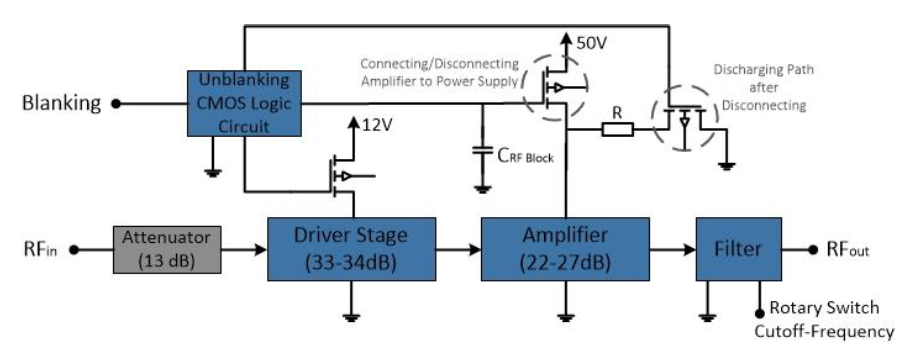 50V
Connecting/Disconnecting
Amplifier to Power Supply
Discharging Path
after
Disconnecting
Unblanking
CMOS Logic
Circuit
Blanking
R
12V
CRF Block
RFin
Attenuator
(13 dB)
Driver Stage
(33-34dB)
Amplifier
(22-27dB)
Filter
RFout
Rotary Switch
Cutoff-Frequency